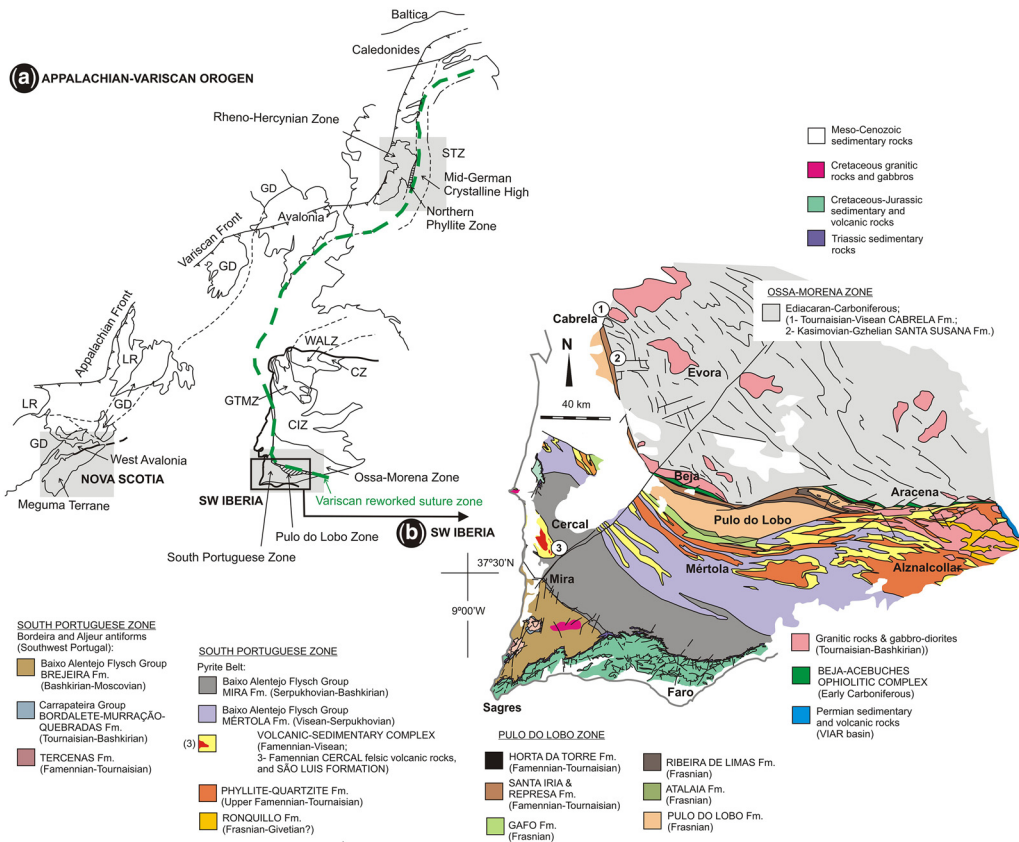 (a) APPALACHIAN-VARISCAN OROGEN
Baltica
Caledonides
Rheno-Hercynian Zone
STZ
Mid-German
Crystalline High
Northern
Phyllite Zone
GD
Avalonia
Variscan Front
GD
Appalachian Front
LR
GD
LR
GD
West Avalonia
NOVA SCOTIA
Meguma Terrane
WALZ
CZ
GTMZ
CIZ
Ossa-Morena Zone
SW IBERIA
Variscan reworked suture zone
Pulo do Lobo Zone
(b) SW IBERIA
South Portuguese Zone
Meso-Cenozoic
sedimentary rocks
Cretaceous granitic
rocks and gabbros
Cretaceous-Jurassic
sedimentary and
volcanic rocks
Triassic sedimentary
rocks
OSSA-MORENA ZONE
Ediacaran-Carboniferous;
(1- Tournaisian-Visean CABRELA Fm.;
2- Kasimovian-Gzhelian SANTA SUSANA Fm.)
1
Cabrela
N
2
Evora
40 km
Beja
Aracena
Pulo do Lobo
Cercal
3
Mértola
Alznalcollar
37º30'N
Mira
9°00'W
Faro
Sagres
SOUTH PORTUGUESE ZONE
Bordeira and Aljeur antiforms
(Southwest Portugal):
Baixo Alentejo Flysch Group
BREJEIRA Fm.
(Bashkirian-Moscovian)
Carrapateira Group
BORDALETE-MURRAÇÃO-
QUEBRADAS Fm.
(Tournaisian-Bashkirian)
TERCENAS Fm.
(Famennian-Tournaisian)
SOUTH PORTUGUESE ZONE
Pyrite Belt:
Baixo Alentejo Flysch Group
MIRA Fm. (Serpukhovian-Bashkirian)
Baixo Alentejo Flysch Group
MÉRTOLA Fm. (Visean-Serpukhovian)
(3) VOLCANIC-SEDIMENTARY COMPLEX
(Famennian-Visean;
3- Famennian CERCAL felsic volcanic rocks,
and SÃO LUIS FORMATION)
PHYLLITE-QUARTZITE Fm.
(Upper Famennian-Tournaisian)
RONQUILLO Fm.
(Frasnian-Givetian?)
PULO DO LOBO ZONE
HORTA DA TORRE Fm.
(Famennian-Tournaisian)
SANTA IRIA &
REPRESA Fm.
(Famennian-Tournaisian)
GAFO Fm.
(Frasnian)
RIBEIRA DE LIMAS Fm.
(Frasnian)
ATALAIA Fm.
(Frasnian)
PULO DO LOBO Fm.
(Frasnian)
Granitic rocks & gabbro-diorites
(Tournaisian-Bashkirian))
BEJA-ACEBUCHES
OPHIOLITIC COMPLEX
(Early Carboniferous)
Permian sedimentary
and volcanic rocks
(VIAR basin)